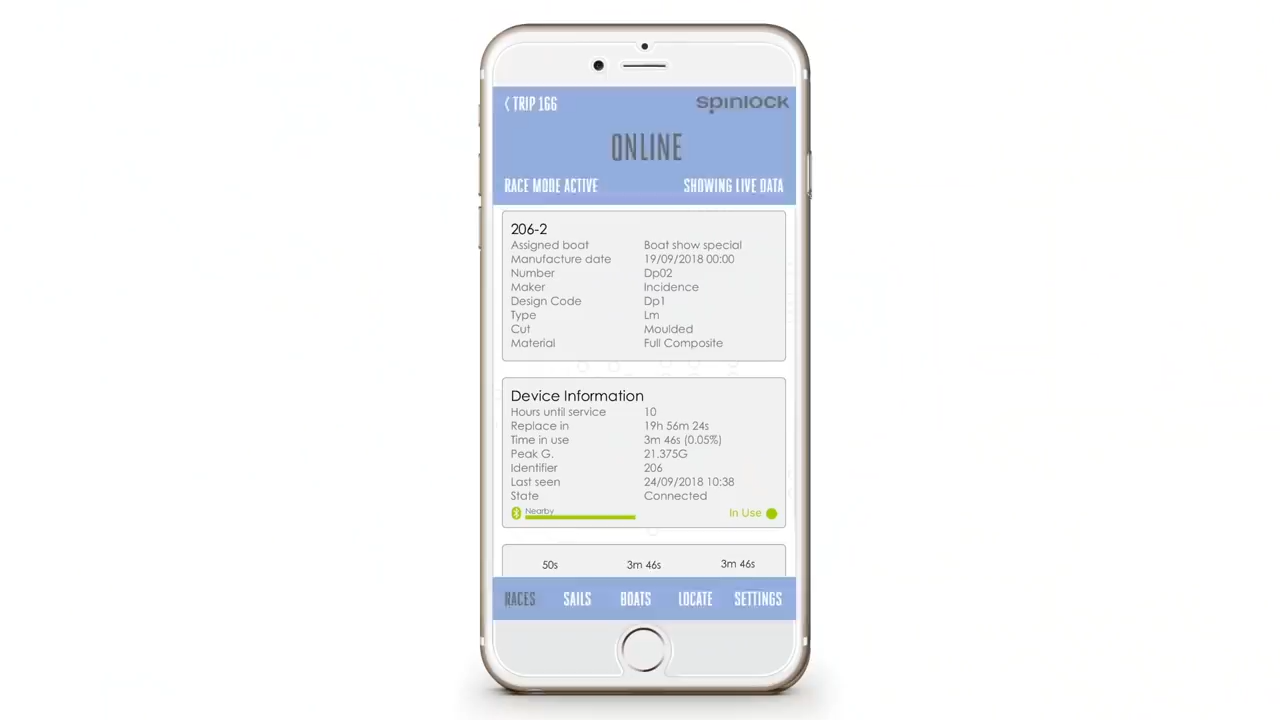 < TRIP 166
spinlock
ONLINE
RACE MODE ACTIVE SHOWING LIVE DATA
206-2
Assigned boat Boat show special
Manufacture date 19/09/2018 00:00
Number Dp02
Maker Incidence
Design Code Dp1
Type Lm
Cut Moulded
Material Full Composite
Device Information
Hours until service 10
Replace in 19h 56m 24s
Time in use 3m 46s (0.05%)
Peak G. 21.375G
Identifier 206
Last seen 24/09/2018 10:38
State Connected
Nearby In Use
50s 3m 46s 3m 46s
RACES SAILS BOATS LOCATE SETTINGS